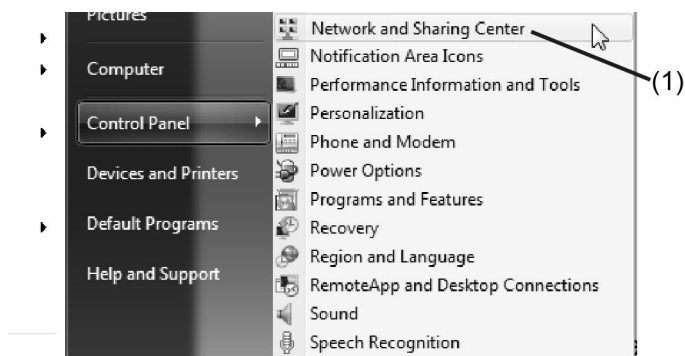 Pictures
Computer
Control Panel
Devices and Printers
Default Programs
Help and Support
Network and Sharing Center
(1)
Notification Area Icons
Performance Information and Tools
Personalization
Phone and Modem
Power Options
Programs and Features
Recovery
Region and Language
RemoteApp and Desktop Connections
Sound
Speech Recognition